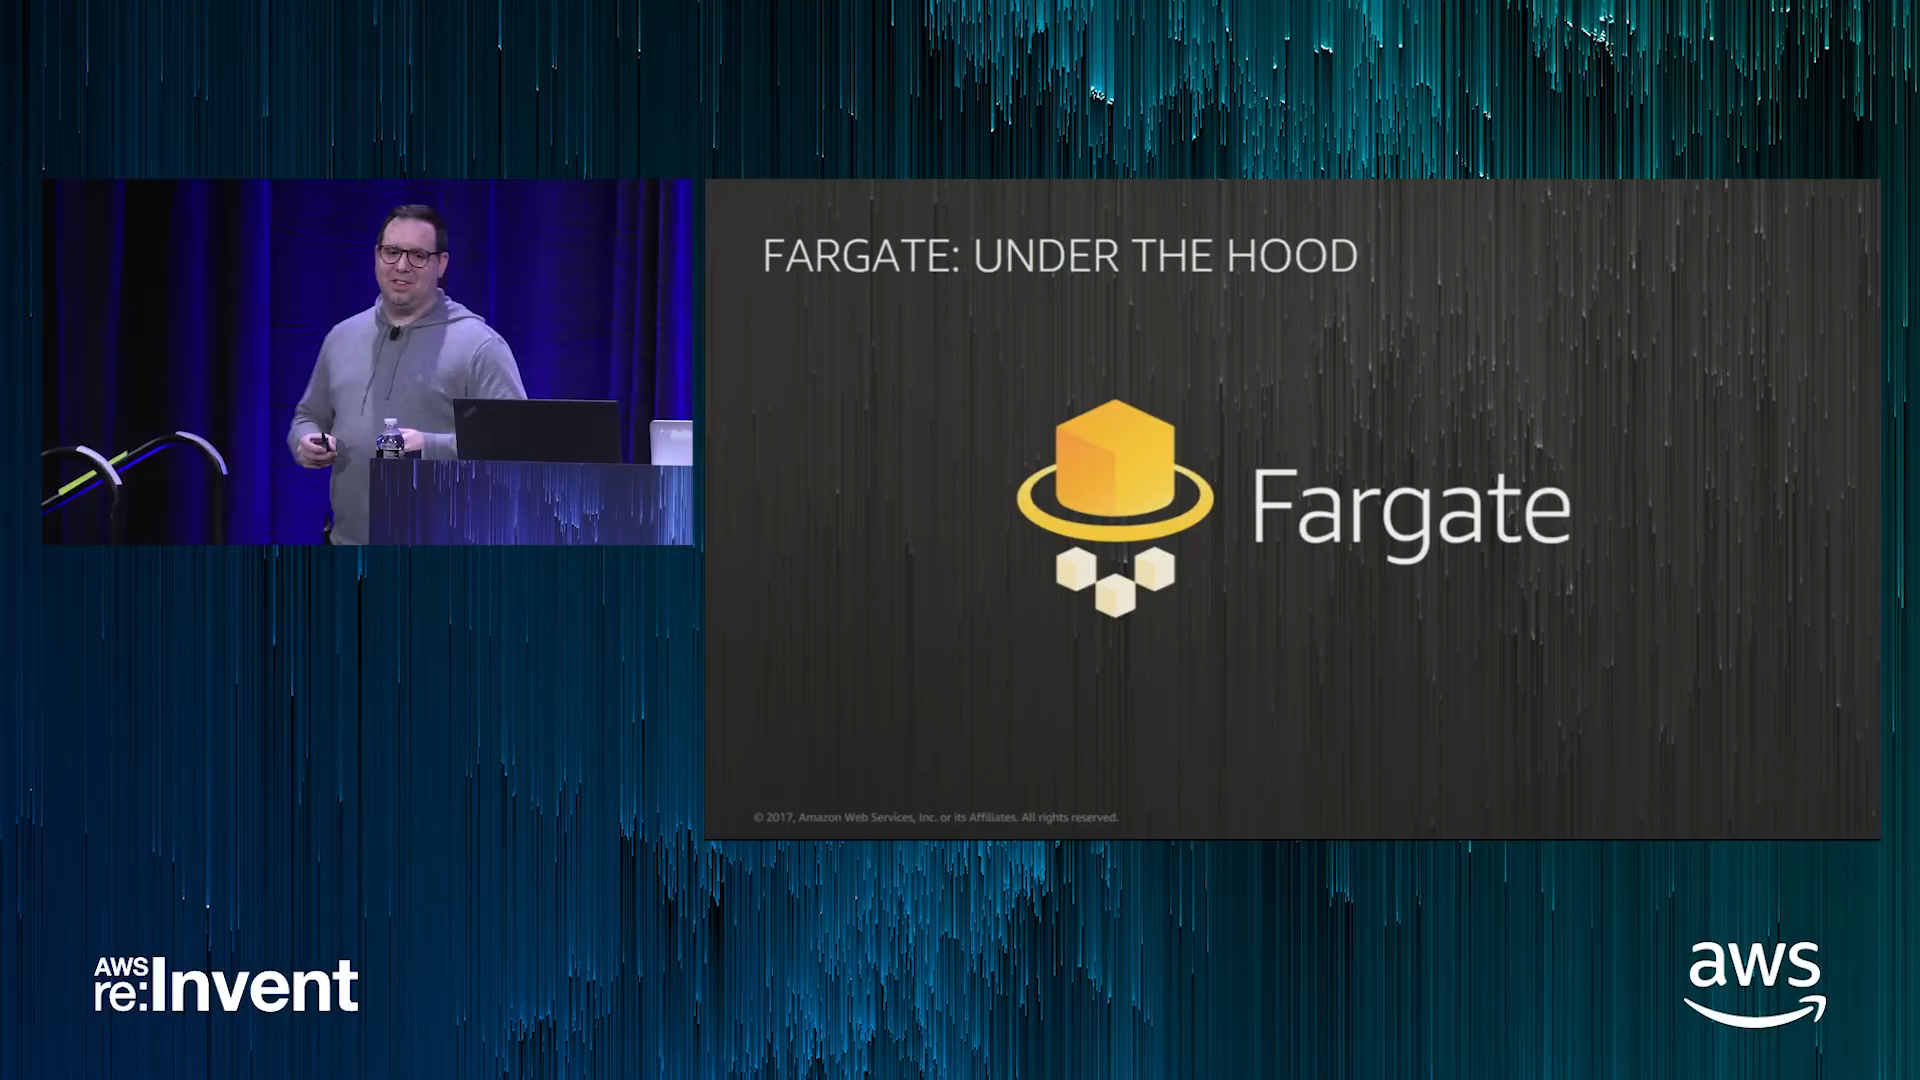 FARGATE: UNDER THE HOOD
Fargate
© 2017, Amazon Web Services, Inc. or its Affiliates. All rights reserved.
AWS
re:Invent
aws